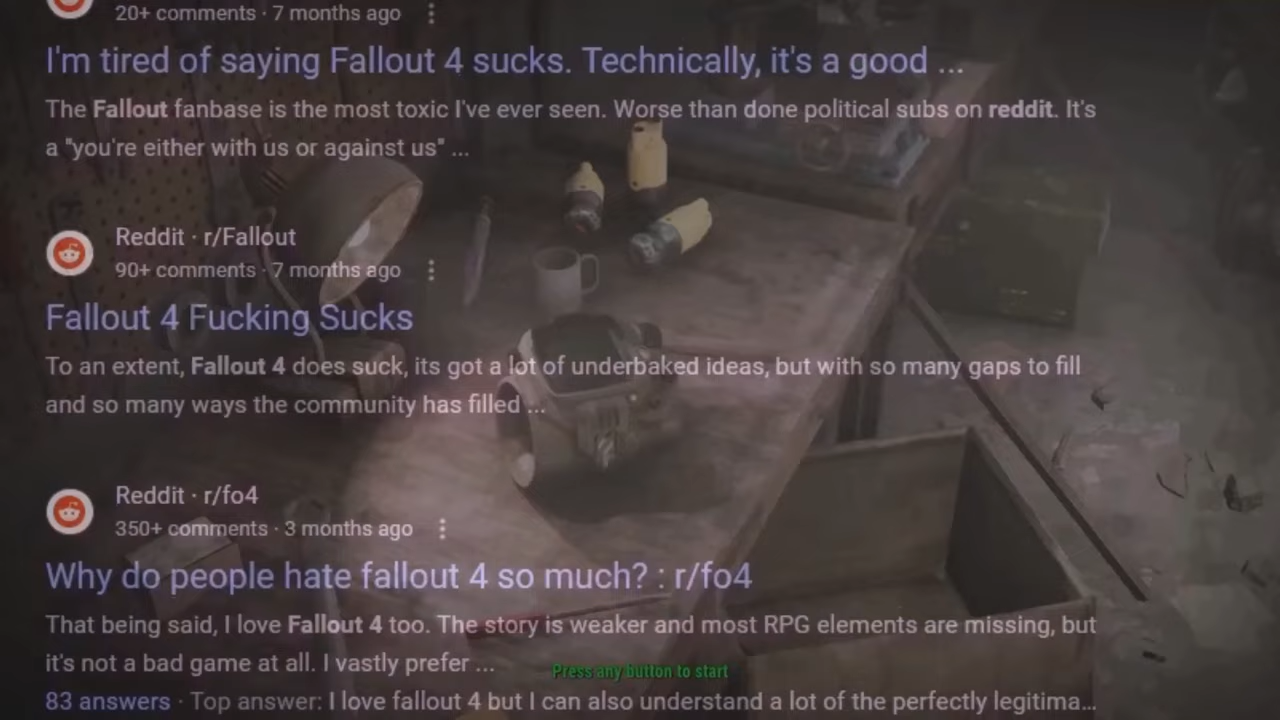 20+ comments · 7 months ago
I'm tired of saying Fallout 4 sucks. Technically, it's a good ...
The Fallout fanbase is the most toxic I've ever seen. Worse than done political subs on reddit. It's
a "you're either with us or against us" ...
Reddit · r/Fallout
90+ comments · 7 months ago
Fallout 4 Fucking Sucks
To an extent, Fallout 4 does suck, its got a lot of underbaked ideas, but with so many gaps to fill
and so many ways the community has filled ...
Reddit · r/fo4
350+ comments · 3 months ago
Why do people hate fallout 4 so much? : r/fo4
That being said, I love Fallout 4 too. The story is weaker and most RPG elements are missing, but
it's not a bad game at all. I vastly prefer ...
Press any button to start
83 answers · Top answer: I love fallout 4 but I can also understand a lot of the perfectly legitima...